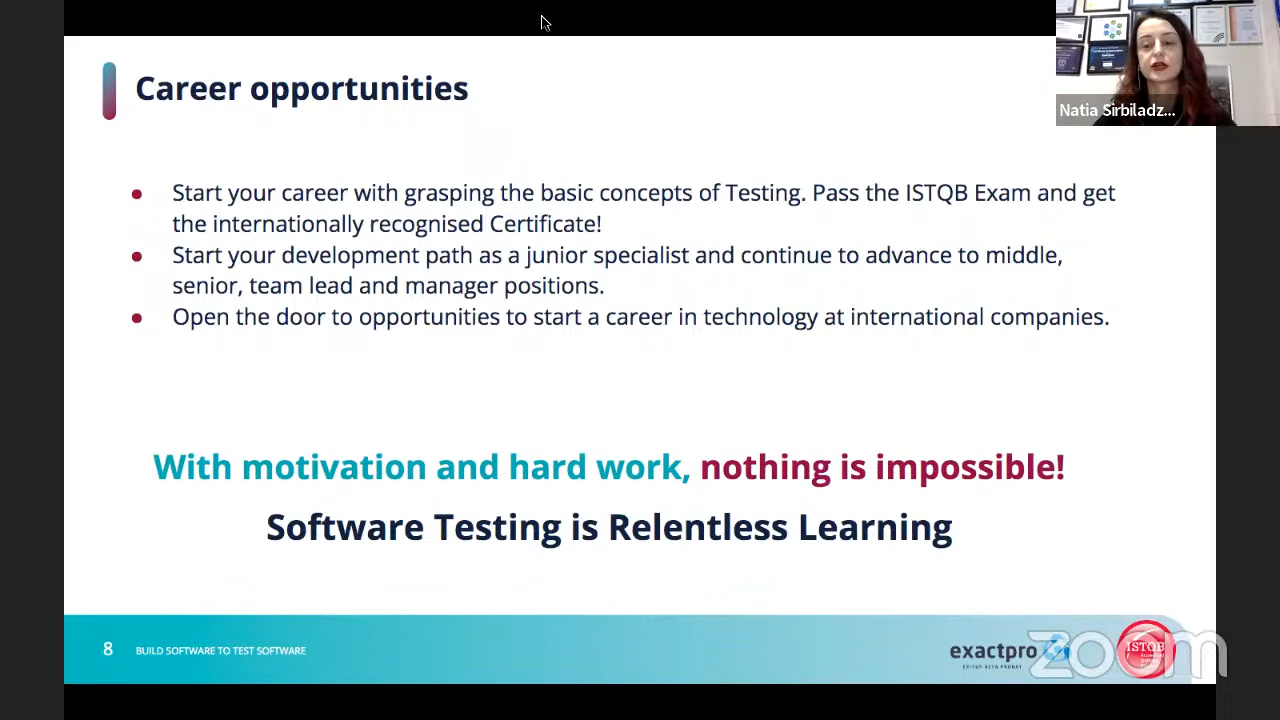 Career opportunities
Natia Sirbiladz...
• Start your career with grasping the basic concepts of Testing. Pass the ISTQB Exam and get
the internationally recognised Certificate!
• Start your development path as a junior specialist and continue to advance to middle,
senior, team lead and manager positions.
• Open the door to opportunities to start a career in technology at international companies.
With motivation and hard work, nothing is impossible!
Software Testing is Relentless Learning
8 BUILD SOFTWARE TO TEST SOFTWARE
exactpro
EXITUS ACTA PROBAT
zoom
ISTQB